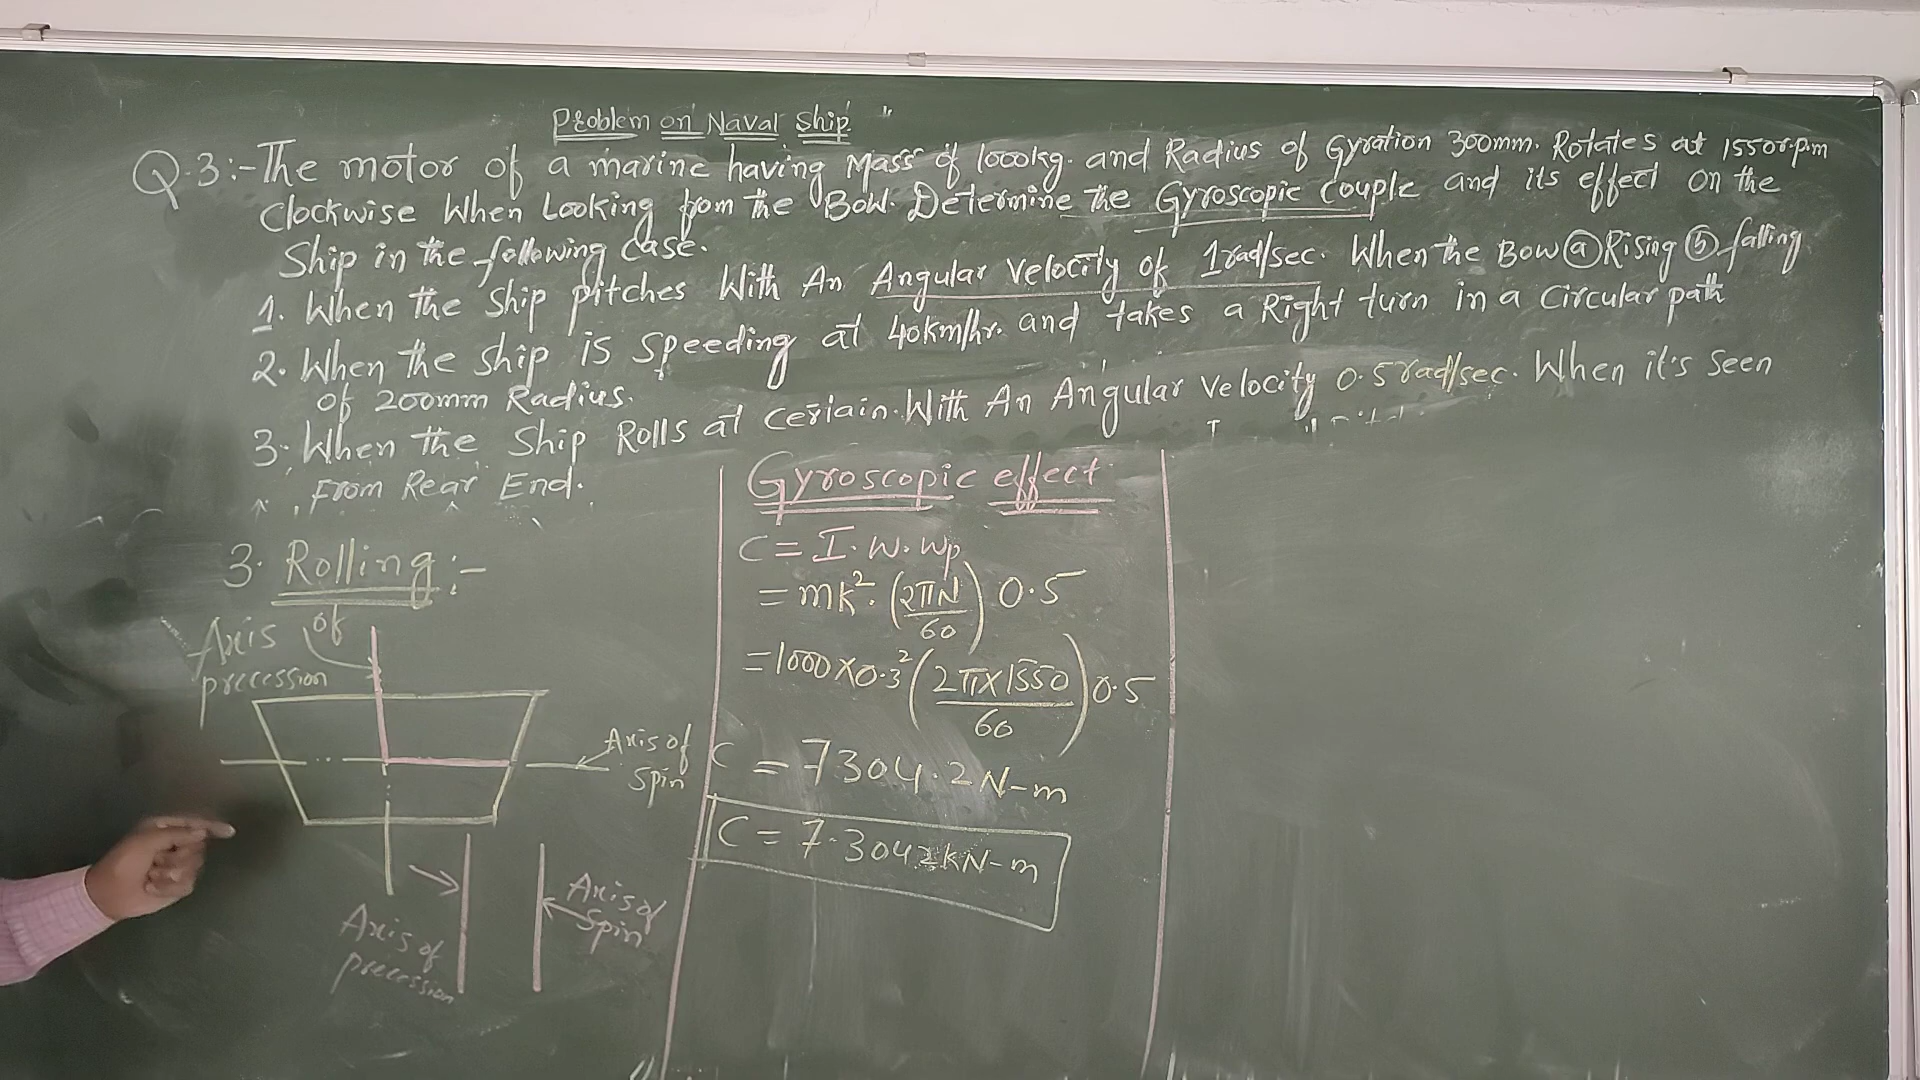 Problem on Naval Ship "
Q.3:- The motor of a marine having Mass of 1000kg. and Radius of Gyration 300mm. Rotates at 1550r.p.m
Clockwise When Looking from the Bow. Determine the Gyroscopic Couple and its effect on the
Ship in the following Case.
1. When the Ship pitches With An Angular Velocity of 1rad/sec. When the Bow ⓐ Rising ⓑ falling
2. When the Ship is Speeding at 40km/hr. and takes a Right turn in a Circular path
of 200mm Radius.
3. When the Ship Rolls at certain. With An Angular Velocity 0.5rad/sec. When it's Seen
From Rear End.
3. Rolling:-
Axis of
precession
Axis of
Spin
Axis of
precession
Axis of
Spin
Gyroscopic effect
C = I.W.Wp
= mk². (2πN/60) 0.5
= 1000×0.3² (2π×1550/60) 0.5
C = 7304.2 N-m
C = 7.3042 kN-m